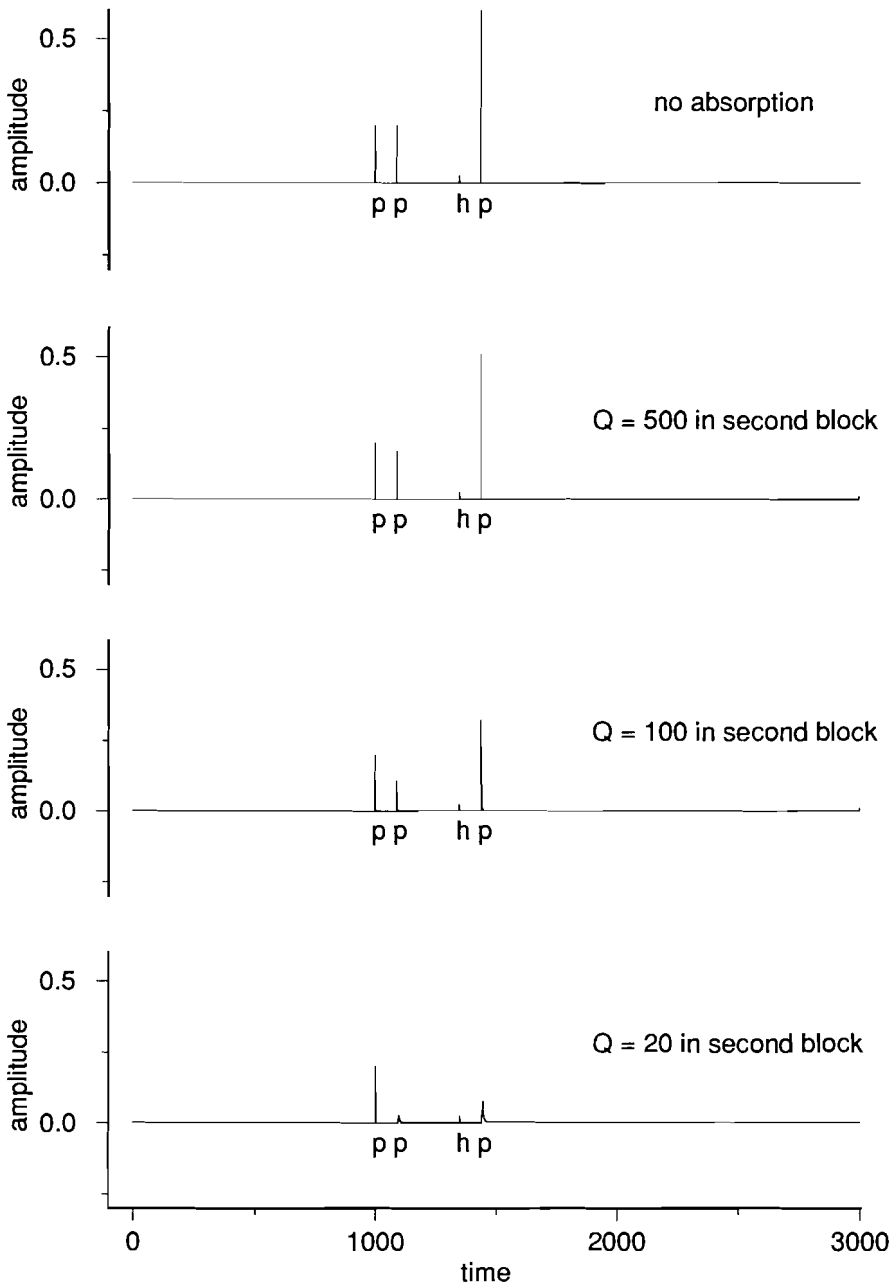 0.5
amplitude
0.0
no absorption
p p h p
0.5
amplitude
0.0
Q = 500 in second block
p p h p
0.5
amplitude
0.0
Q = 100 in second block
p p h p
0.5
amplitude
0.0
Q = 20 in second block
p p h p
0 1000 2000 3000
time